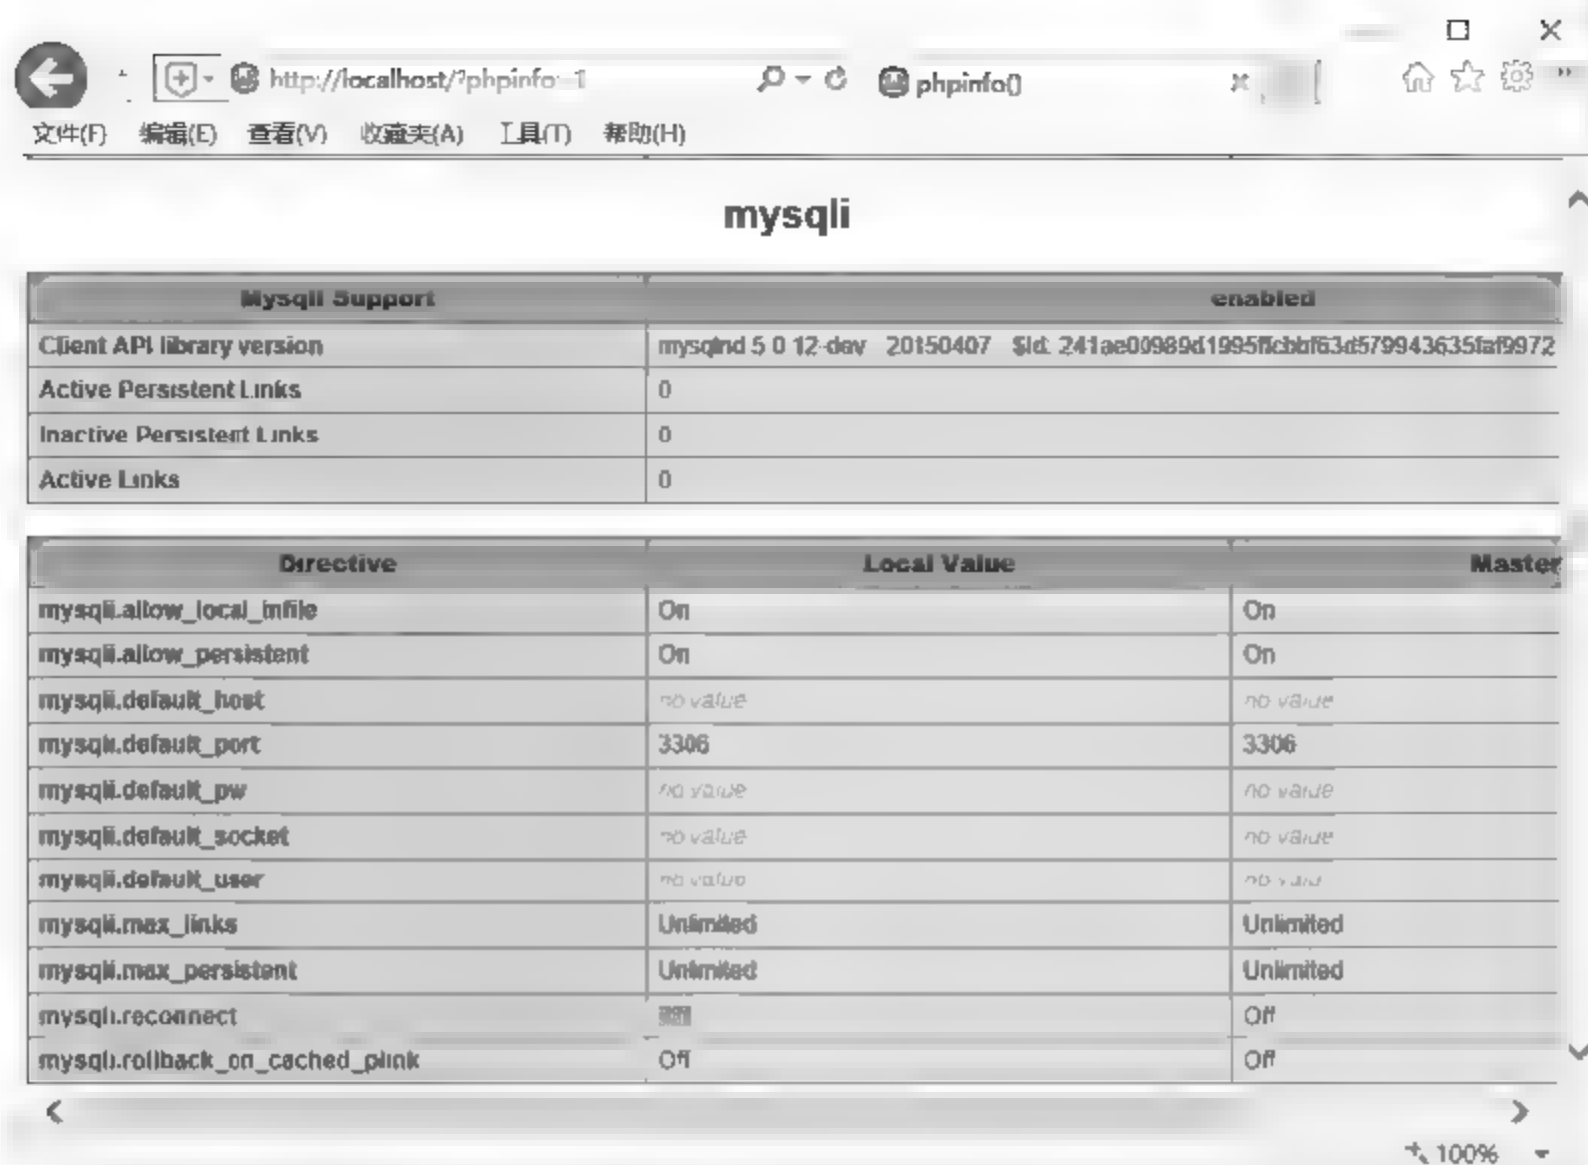 http://localhost/?phpinfo=-1 phpinfo()
文件(F) 编辑(E) 查看(V) 收藏夹(A) 工具(T) 帮助(H)
mysqli
MysqlI Support enabled
Client API library version mysqlnd 5.0.12-dev - 20150407 - $Id:
Active Persistent Links 0
Inactive Persistent Links 0
Active Links 0
Directive Local Value Master
mysqli.allow_local_infile On On
mysqli.allow_persistent On On
mysqli.default_host no value no value
mysqli.default_port 3306 3306
mysqli.default_pw no value no value
mysqli.default_socket no value no value
mysqli.default_user no value no value
mysqli.max_links Unlimited Unlimited
mysqli.max_persistent Unlimited Unlimited
mysqli.reconnect Off
mysqli.rollback_on_cached_plink Off Off
100%